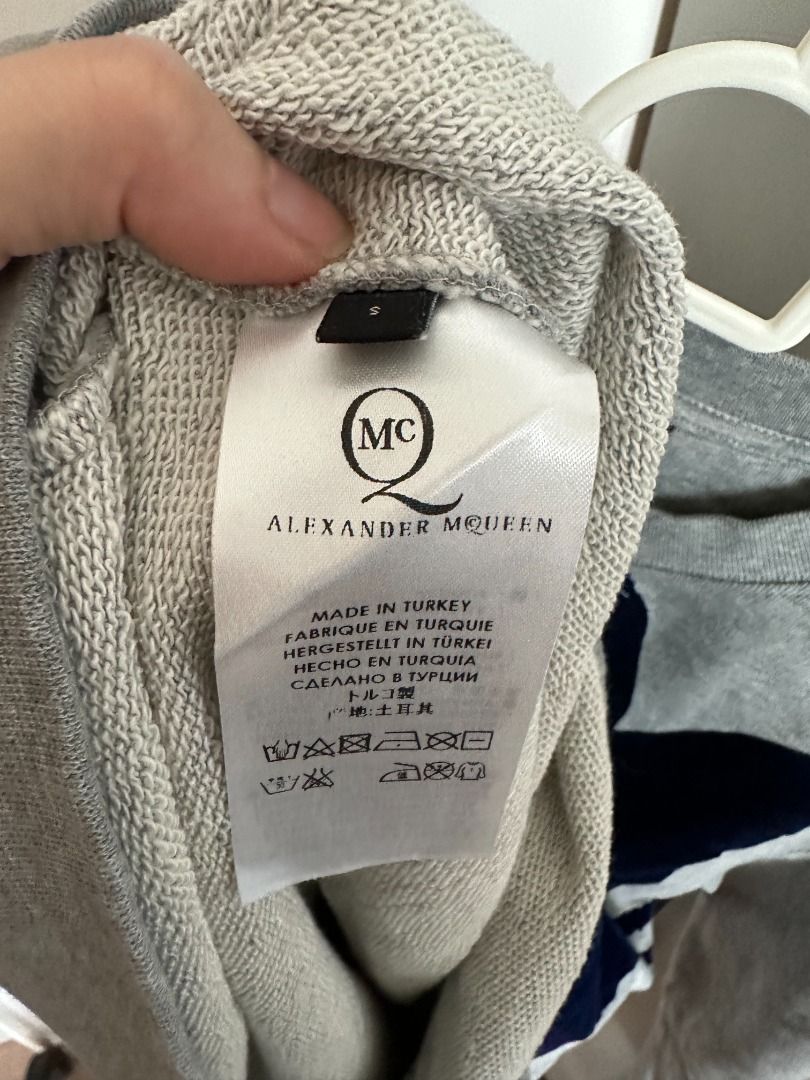 S
McQ
ALEXANDER MCQUEEN
MADE IN TURKEY
FABRIQUE EN TURQUIE
HERGESTELLT IN TÜRKEI
HECHO EN TURQUIA
СДЕЛАНО В ТУРЦИИ
トルコ製
地:土耳其